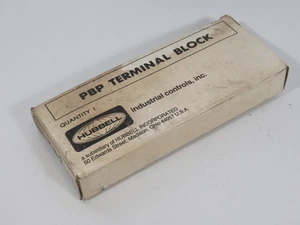 PBP TERMINAL BLOCK
QUANTITY 1
HUBBELL
industrial controls, inc.
a subsidiary of HUBBELL INCORPORATED
50 Edwards Street, Madison, Ohio 44057 U.S.A.